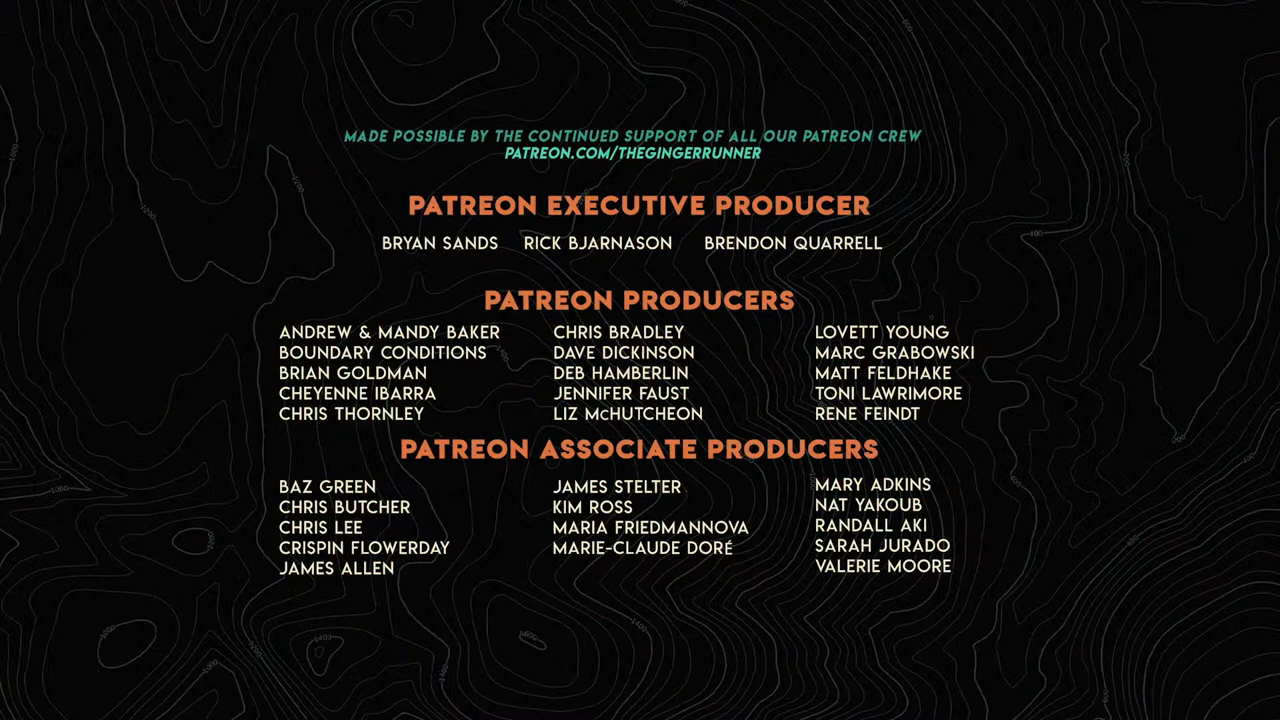 MADE POSSIBLE BY THE CONTINUED SUPPORT OF ALL OUR PATREON CREW
PATREON.COM/THEGINGERRUNNER
PATREON EXECUTIVE PRODUCER
BRYAN SANDS RICK BJARNASON BRENDON QUARRELL
PATREON PRODUCERS
ANDREW & MANDY BAKER
BOUNDARY CONDITIONS
BRIAN GOLDMAN
CHEYENNE IBARRA
CHRIS THORNLEY
CHRIS BRADLEY
DAVE DICKINSON
DEB HAMBERLIN
JENNIFER FAUST
LIZ McHUTCHEON
LOVETT YOUNG
MARC GRABOWSKI
MATT FELDHAKE
TONI LAWRIMORE
RENE FEINDT
PATREON ASSOCIATE PRODUCERS
BAZ GREEN
CHRIS BUTCHER
CHRIS LEE
CRISPIN FLOWERDAY
JAMES ALLEN
JAMES STELTER
KIM ROSS
MARIA FRIEDMANNOVA
MARIE-CLAUDE DORÉ
MARY ADKINS
NAT YAKOUB
RANDALL AKI
SARAH JURADO
VALERIE MOORE